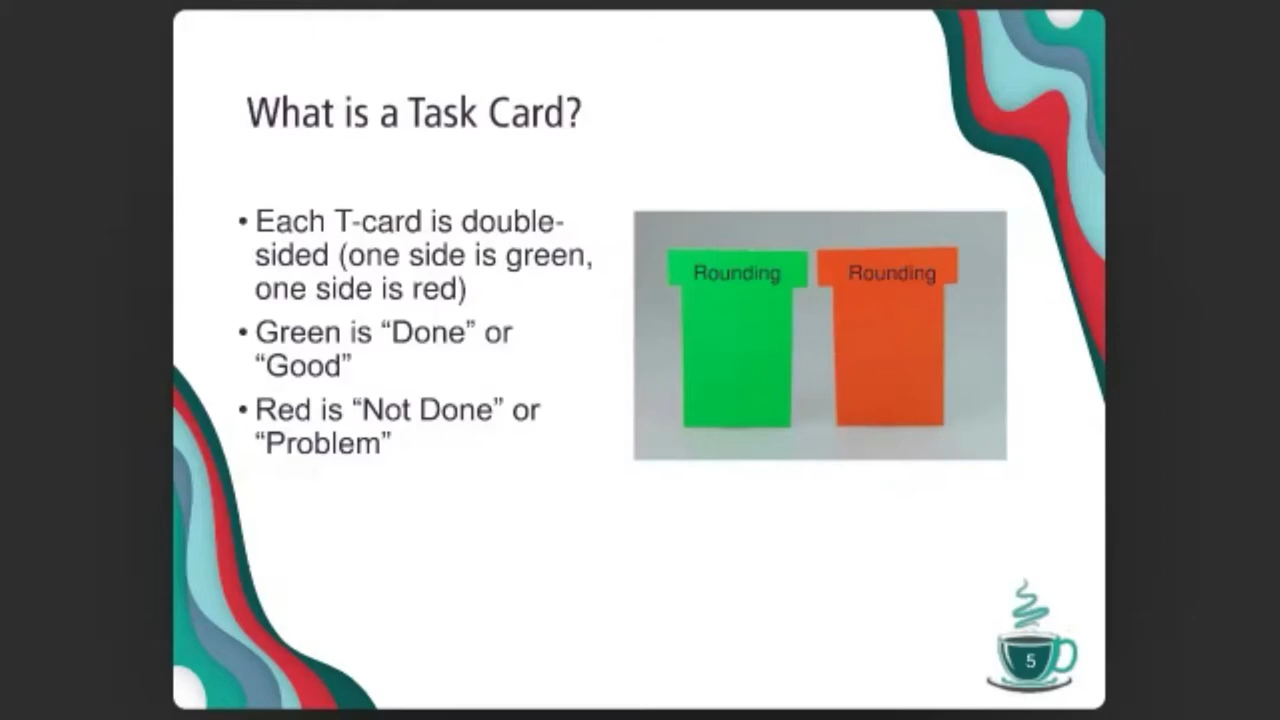 What is a Task Card?
• Each T-card is double-
sided (one side is green,
one side is red)
• Green is “Done” or
“Good”
• Red is “Not Done” or
“Problem”
Rounding
Rounding
5